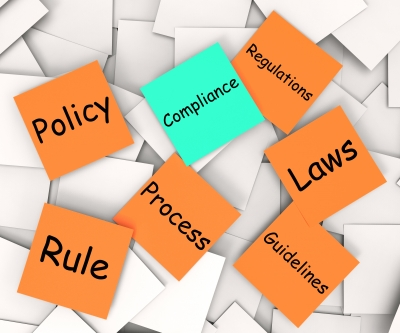 Regulations
Compliance
Policy
Laws
Process
Rule
Guidelines